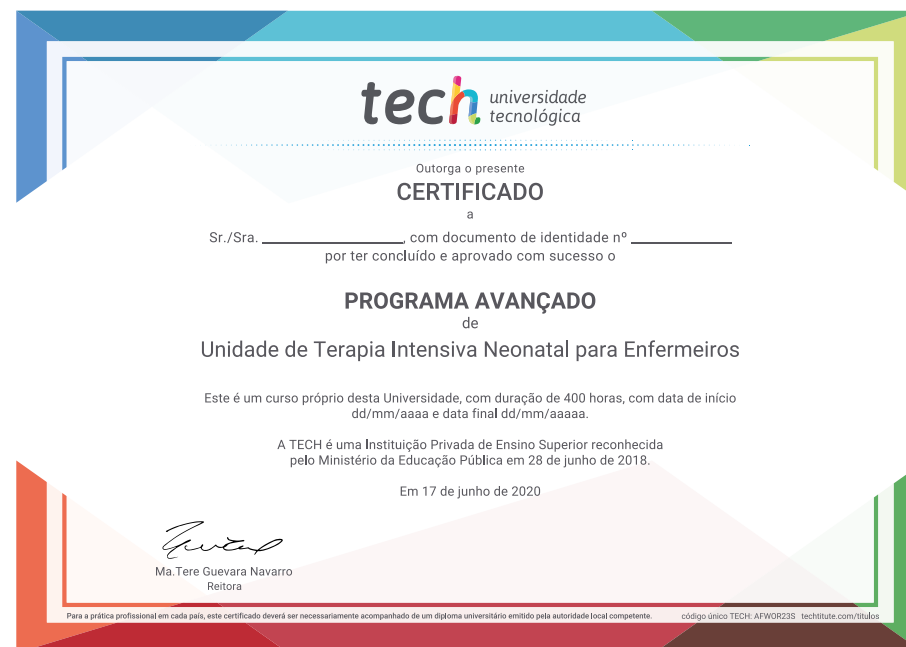 tech universidade
tecnológica
Outorga o presente
CERTIFICADO
a
Sr./Sra. ____________, com documento de identidade nº ____________
por ter concluído e aprovado com sucesso o
PROGRAMA AVANÇADO
de
Unidade de Terapia Intensiva Neonatal para Enfermeiros
Este é um curso próprio desta Universidade, com duração de 400 horas, com data de início
dd/mm/aaaa e data final dd/mm/aaaaa.
A TECH é uma Instituição Privada de Ensino Superior reconhecida
pelo Ministério da Educação Pública em 28 de junho de 2018.
Em 17 de junho de 2020
Ma.Tere Guevara Navarro
Reitora
Para a prática profissional em cada país, este certificado deverá ser necessariamente acompanhado de um diploma universitário emitido pela autoridade local competente. código único TECH: AFWOR23S techtitute.com/titulos